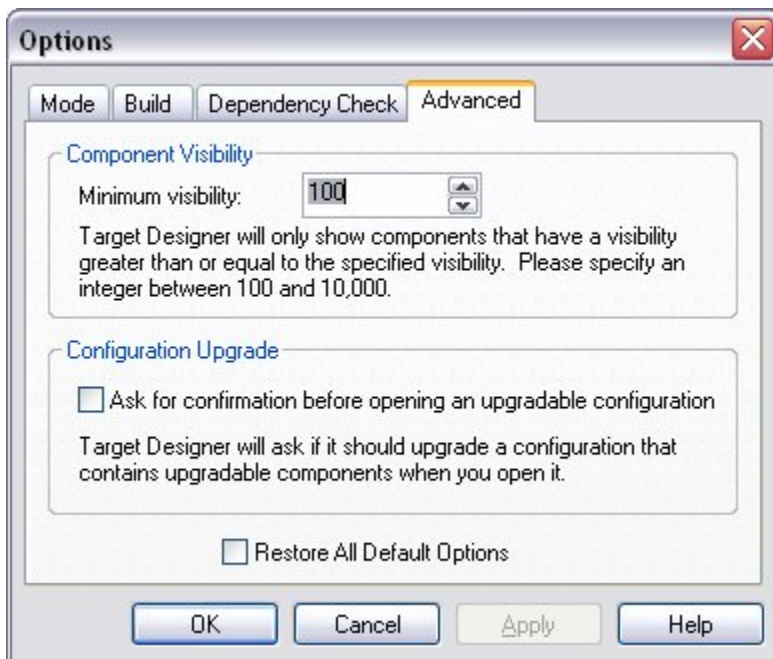 Options
Mode Build Dependency Check Advanced
Component Visibility
Minimum visibility: 100
Target Designer will only show components that have a visibility
greater than or equal to the specified visibility. Please specify an
integer between 100 and 10,000.
Configuration Upgrade
Ask for confirmation before opening an upgradable configuration
Target Designer will ask if it should upgrade a configuration that
contains upgradable components when you open it.
Restore All Default Options
OK Cancel Apply Help